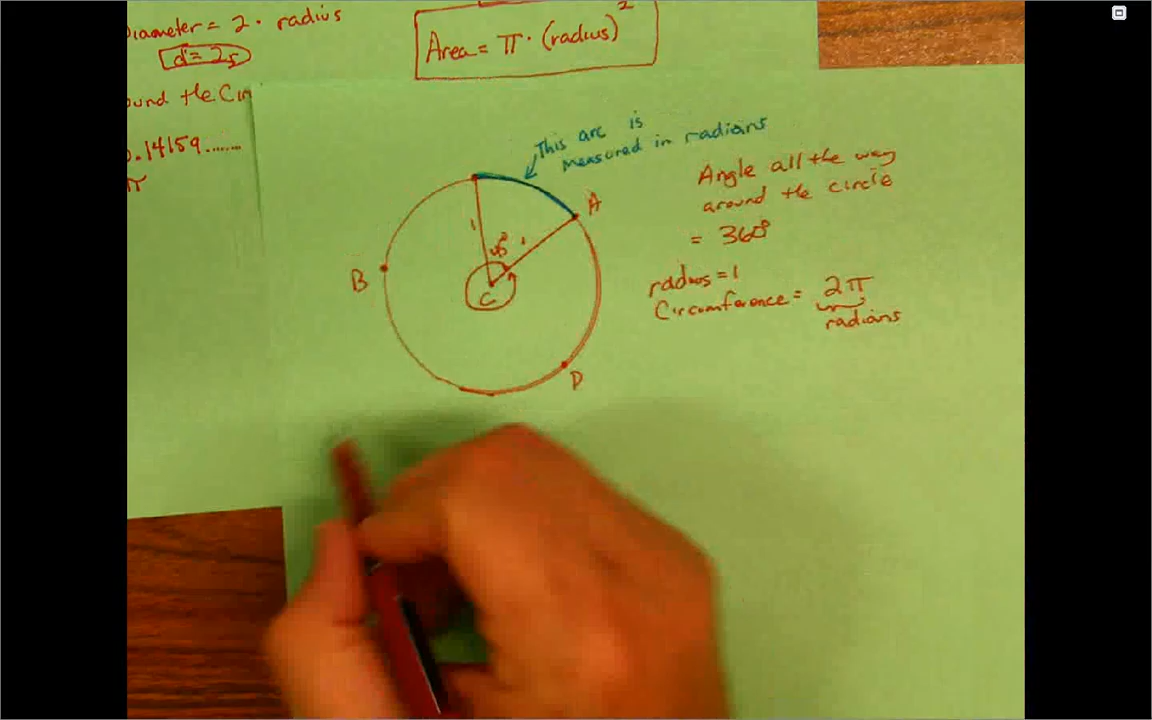 Diameter = 2 · radius
d = 2r
Area = π · (radius)²
ound the Cir
.14159......
π
This arc is
measured in radians
Angle all the way
around the circle
= 360°
radius = 1
Circumference = 2π
radians
A
B
1
45°
1
C
D